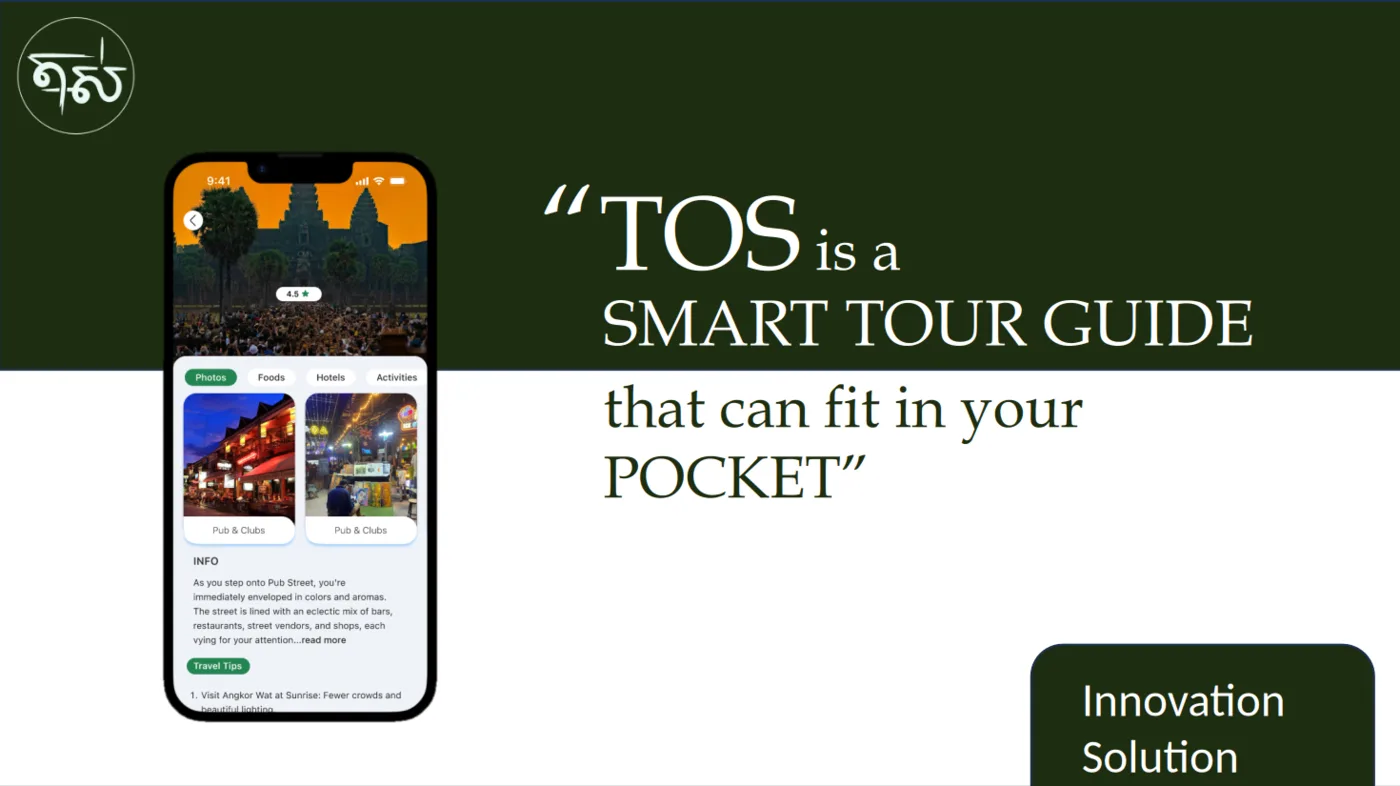 តស់
9:41
4.5
Photos Foods Hotels Activities
Pub & Clubs Pub & Clubs
INFO
As you step onto Pub Street, you're
immediately enveloped in colors and aromas.
The street is lined with an eclectic mix of bars,
restaurants, street vendors, and shops, each
vying for your attention...read more
Travel Tips
1. Visit Angkor Wat at Sunrise: Fewer crowds and
beautiful lighting.
“TOS is a
SMART TOUR GUIDE
that can fit in your
POCKET”
Innovation
Solution